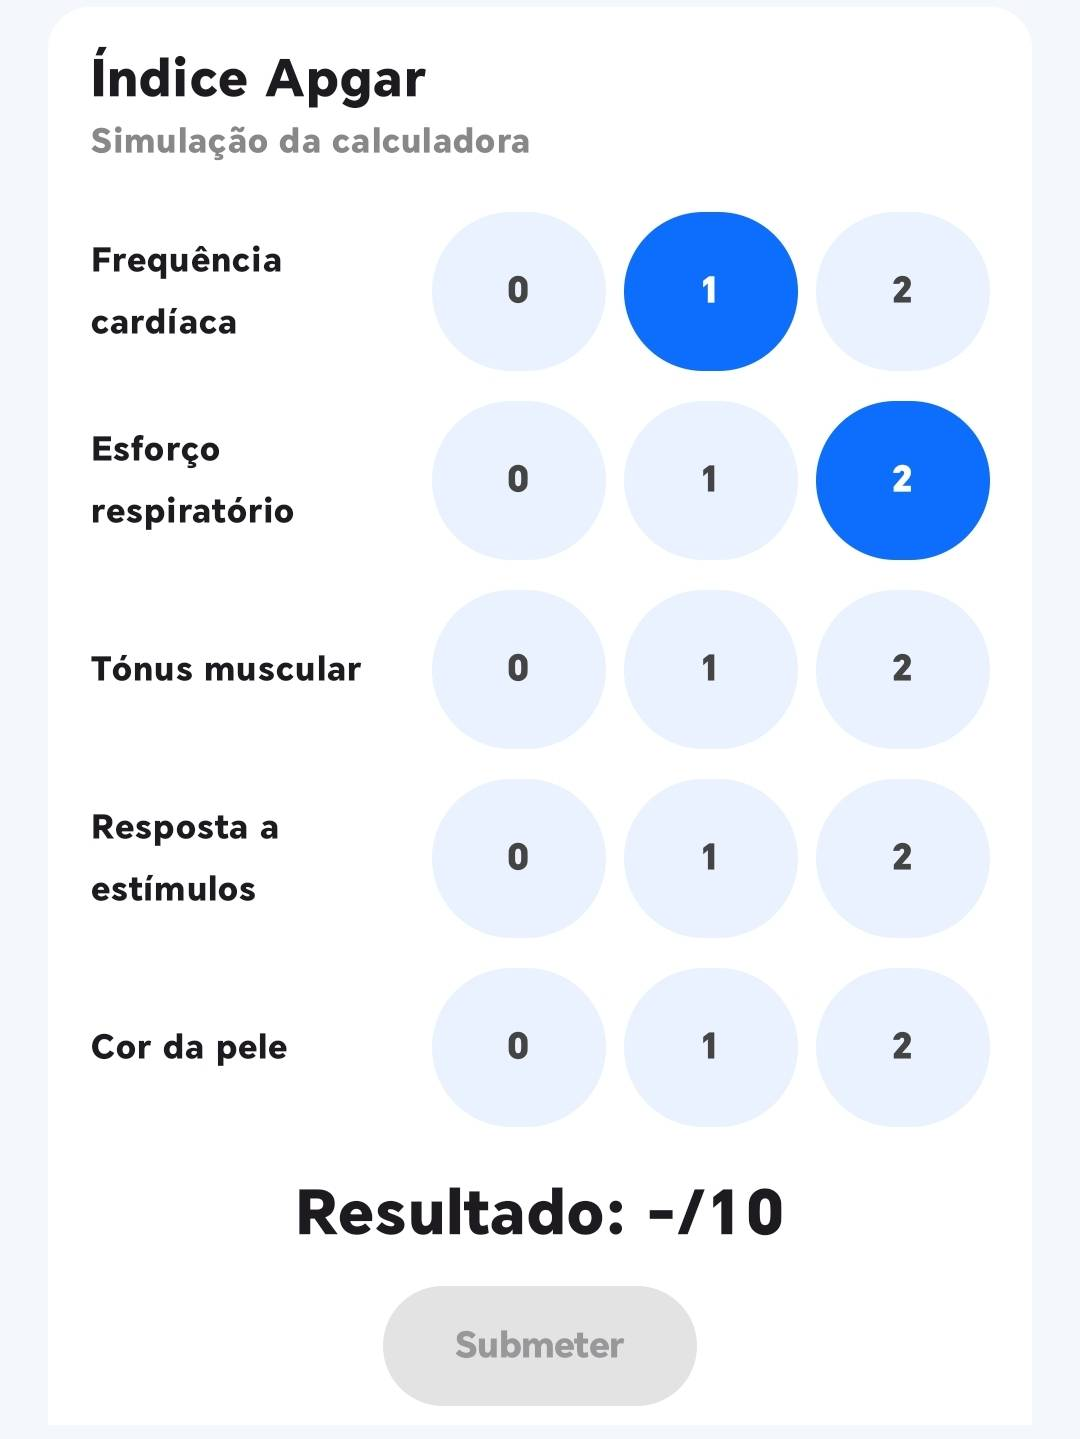 Índice Apgar
Simulação da calculadora
Frequência
cardíaca
0 1 2
Esforço
respiratório
0 1 2
Tónus muscular 0 1 2
Resposta a
estímulos
0 1 2
Cor da pele 0 1 2
Resultado: -/10
Submeter